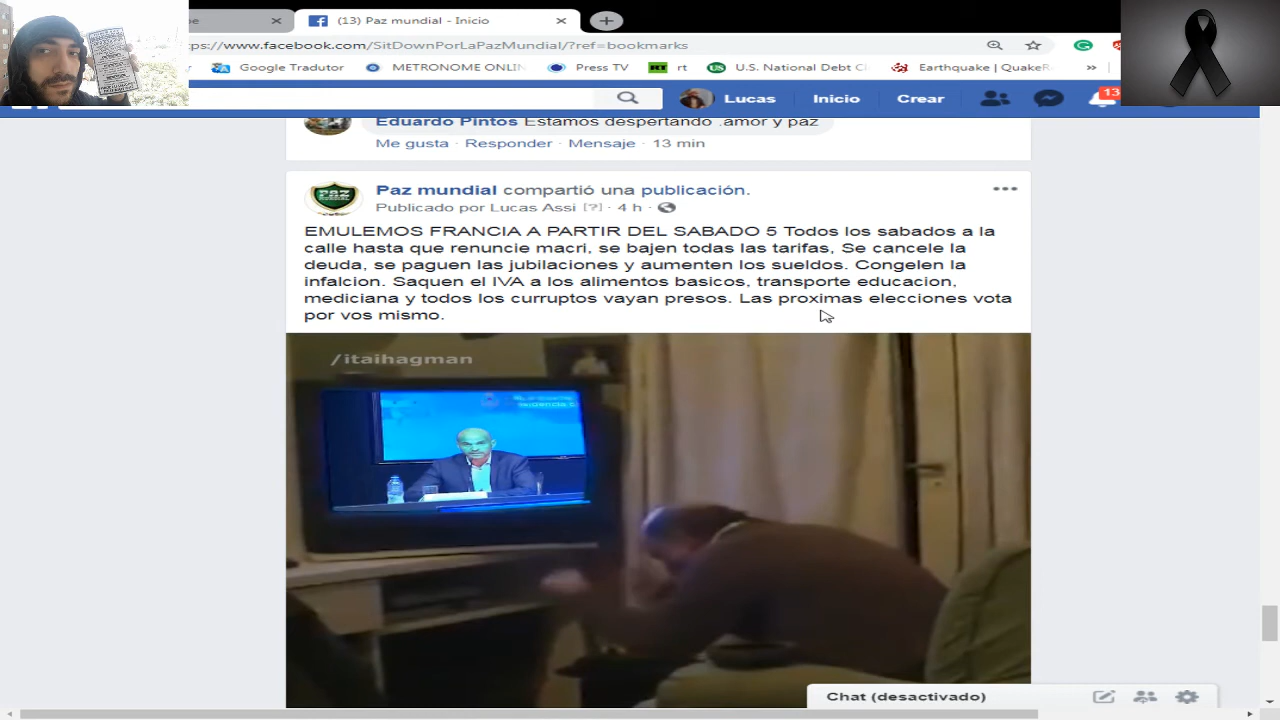 (13) Paz mundial - Inicio
ps://www.facebook.com/SitDownPorLaPazMundial/?ref=bookmarks
Google Tradutor
METRONOME ONLIN
Press TV
RT rt
U.S. National Debt C
Earthquake | QuakeR
»
Lucas
Inicio
Crear
13
Eduardo Pintos Estamos despertando .amor y paz
Me gusta · Responder · Mensaje · 13 min
Paz mundial compartió una publicación.
Publicado por Lucas Assi [?] · 4 h ·
EMULEMOS FRANCIA A PARTIR DEL SABADO 5 Todos los sabados a la
calle hasta que renuncie macri, se bajen todas las tarifas, Se cancele la
deuda, se paguen las jubilaciones y aumenten los sueldos. Congelen la
infalcion. Saquen el IVA a los alimentos basicos, transporte educacion,
mediciana y todos los curruptos vayan presos. Las proximas elecciones vota
por vos mismo.
/itaihagman
Chat (desactivado)